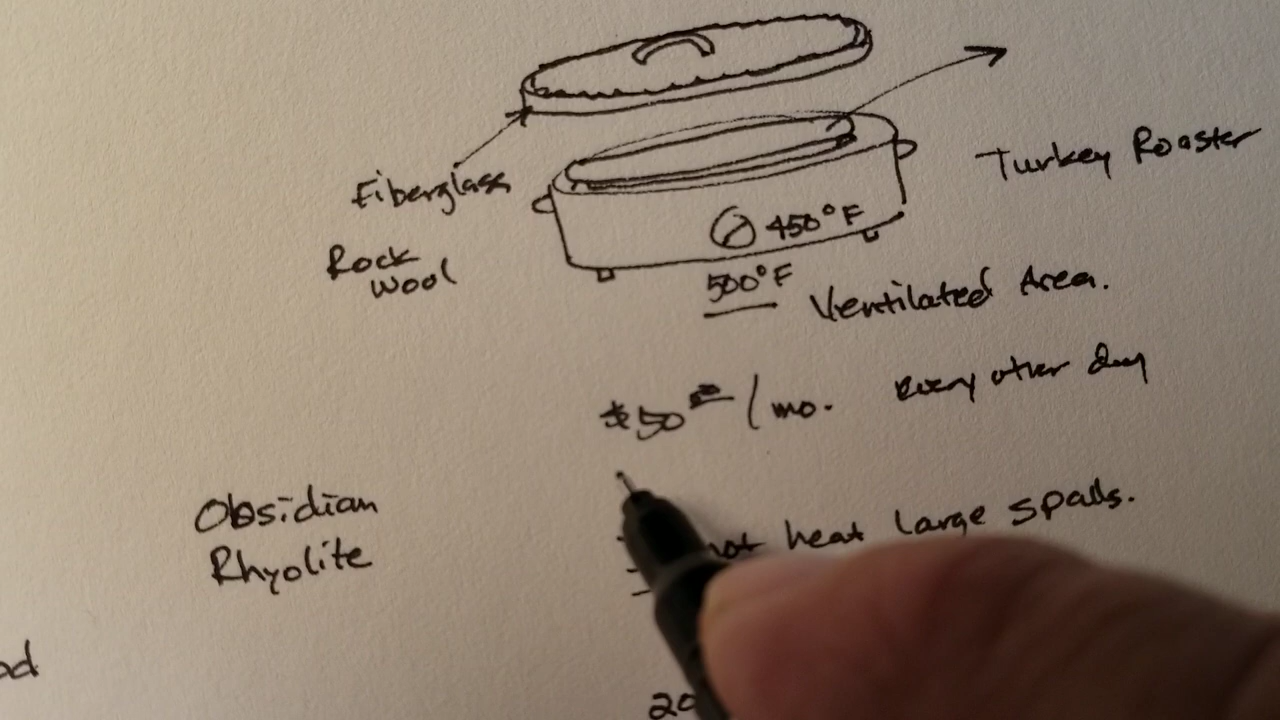 Fiberglass
Rock
Wool
Turkey Roaster
450°F
500°F
Ventilated Area.
$50 / mo. Every other day
Obsidian
Rhyolite
not heat large spalls.